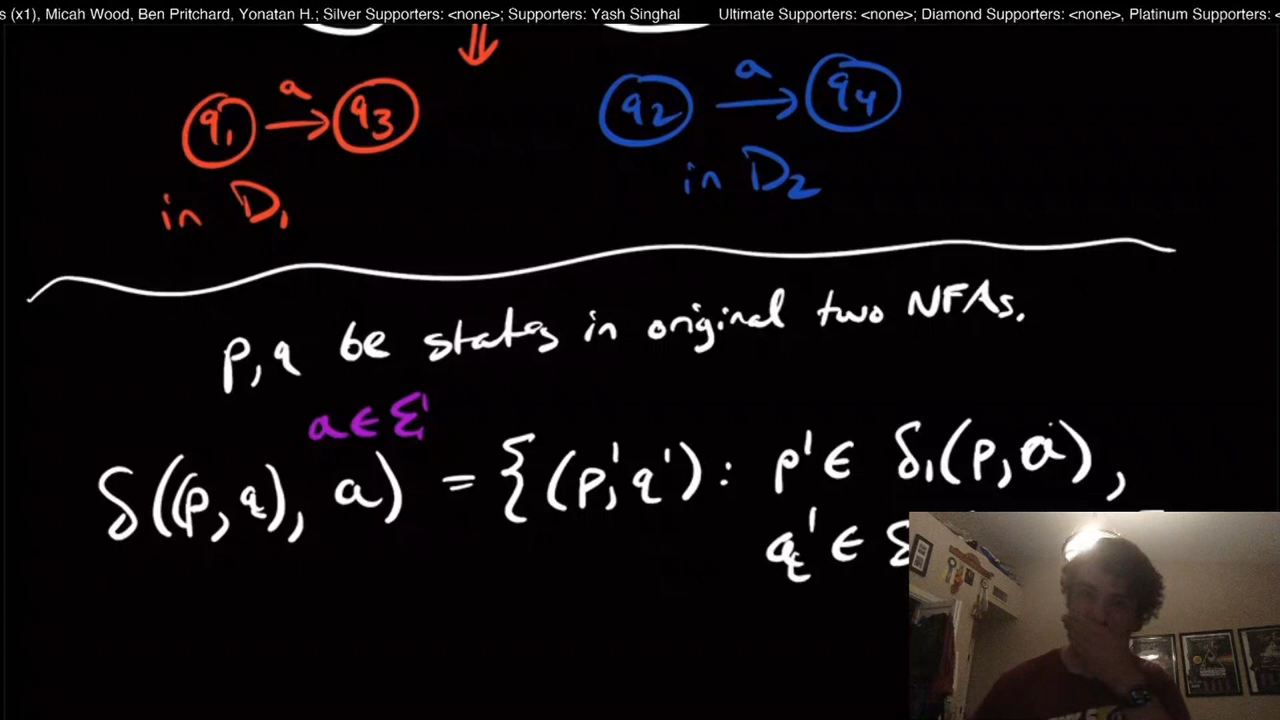 s (x1), Micah Wood, Ben Pritchard, Yonatan H.; Silver Supporters: <none>; Supporters: Yash Singhal Ultimate Supporters: <none>; Diamond Supporters: <none>, Platinum Supporters: <
q₁ a → q₃ q₂ a → q₄
in D₁ in D₂
p,q be states in original two NFAs.
a ∈ Σ
δ((p,q), a) = {(p',q') : p' ∈ δ₁(p,a),
q' ∈ δ